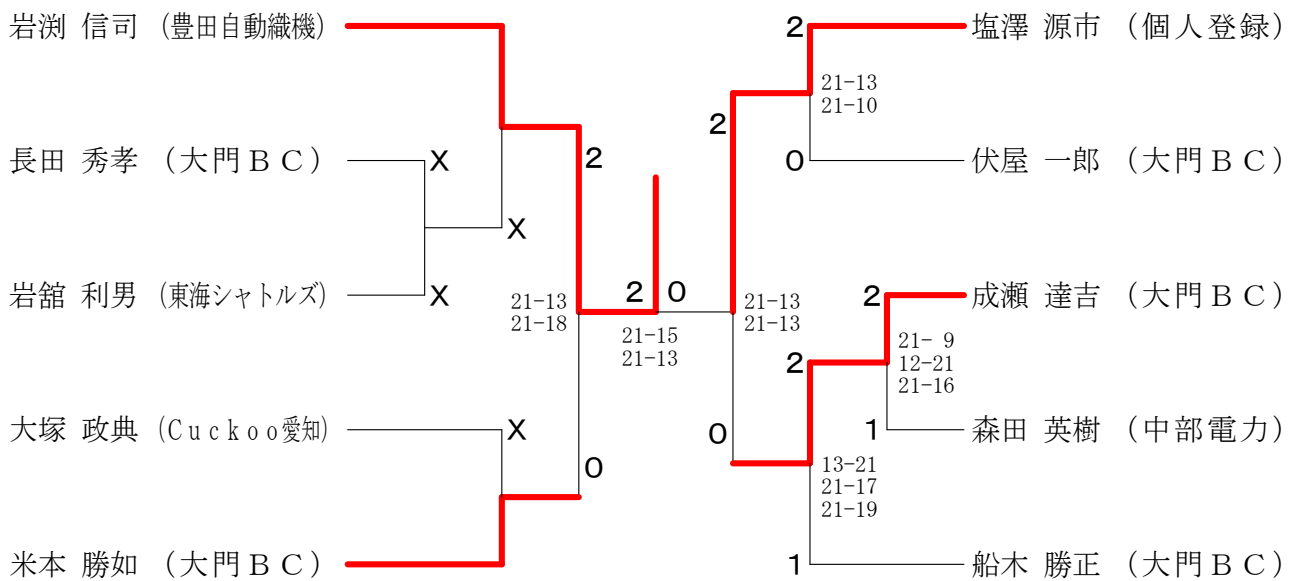 岩渕 信司 (豊田自動織機)
長田 秀孝 (大門ＢＣ)
岩舘 利男 (東海シャトルズ)
大塚 政典 (Ｃｕｃｋｏｏ愛知)
米本 勝如 (大門ＢＣ)
X
X
X
X
2
0
21-13
21-18
2 0
21-15
21-13
2
0
21-13
21-13
2
0
21-13
21-10
2
1
13-21
21-17
21-19
2
1
21- 9
12-21
21-16
塩澤 源市 (個人登録)
伏屋 一郎 (大門ＢＣ)
成瀬 達吉 (大門ＢＣ)
森田 英樹 (中部電力)
船木 勝正 (大門ＢＣ)